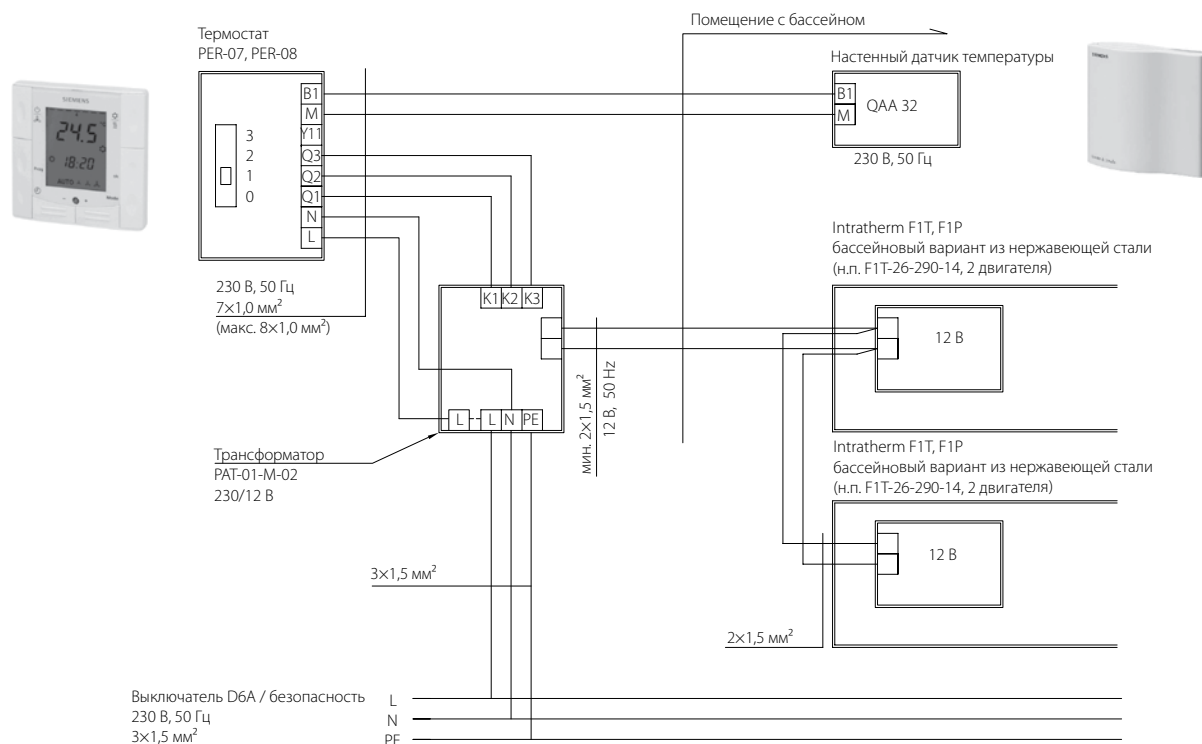 Термостат
PER-07, PER-08
Помещение с бассейном
Настенный датчик температуры
SIEMENS
24.5
18.20
AUTO
B1
M
Y11
Q3
Q2
Q1
N
L
3
2
1
0
B1
M
QAA 32
230 В, 50 Гц
SIEMENS
230 В, 50 Гц
7×1,0 мм²
(макс. 8×1,0 мм²)
K1 K2 K3
L L N PE
Трансформатор
PAT-01-M-02
230/12 В
мин. 2×1,5 мм²
12 В, 50 Hz
Intratherm F1T, F1P
бассейновый вариант из нержавеющей стали
(н.п. F1T-26-290-14, 2 двигателя)
12 В
Intratherm F1T, F1P
бассейновый вариант из нержавеющей стали
(н.п. F1T-26-290-14, 2 двигателя)
12 В
3×1,5 мм²
2×1,5 мм²
Выключатель D6A / безопасность
230 В, 50 Гц
3×1,5 мм²
L
N
PE